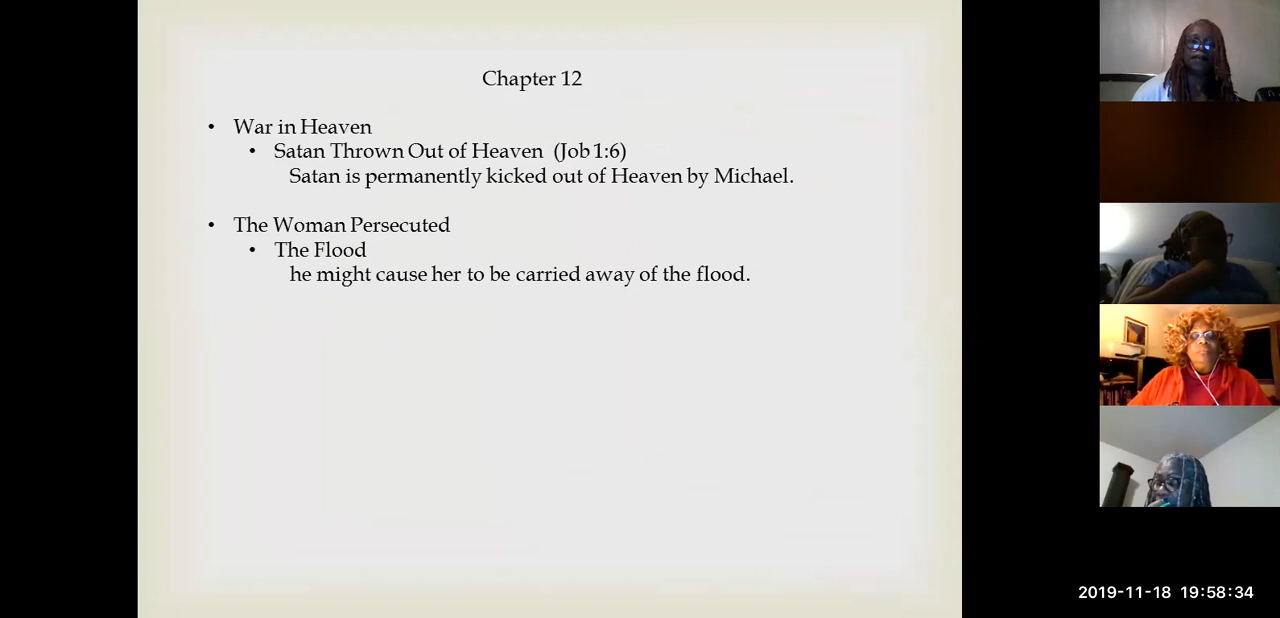 Chapter 12
• War in Heaven
• Satan Thrown Out of Heaven (Job 1:6)
Satan is permanently kicked out of Heaven by Michael.
• The Woman Persecuted
• The Flood
he might cause her to be carried away of the flood.
2019-11-18 19:58:34